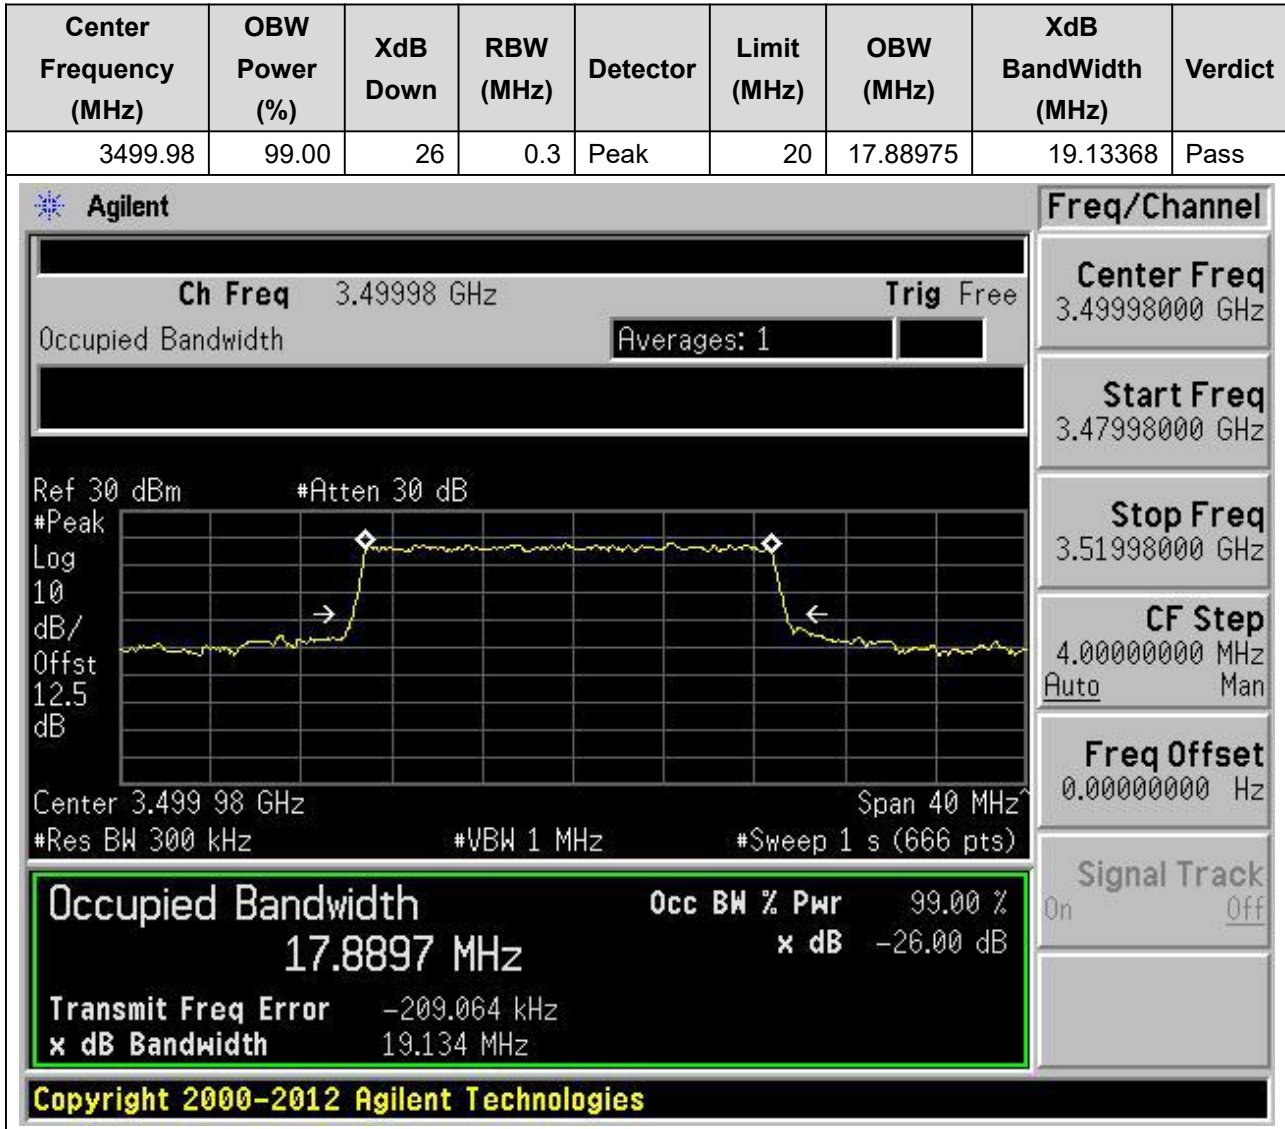 Center Frequency (MHz) OBW Power (%) XdB Down RBW (MHz) Detector Limit (MHz) OBW (MHz) XdB BandWidth (MHz) Verdict
3499.98 99.00 26 0.3 Peak 20 17.88975 19.13368 Pass
Agilent
Freq/Channel
Ch Freq 3.49998 GHz Trig Free
Occupied Bandwidth Averages: 1
Center Freq
3.49998000 GHz
Start Freq
3.47998000 GHz
Stop Freq
3.51998000 GHz
CF Step
4.00000000 MHz
Auto Man
Freq Offset
0.00000000 Hz
Signal Track
On Off
Ref 30 dBm #Atten 30 dB
#Peak
Log
10
dB/
Offst
12.5
dB
Center 3.499 98 GHz Span 40 MHz^
#Res BW 300 kHz #VBW 1 MHz #Sweep 1 s (666 pts)
Occupied Bandwidth Occ BW % Pwr 99.00 %
17.8897 MHz x dB -26.00 dB
Transmit Freq Error -209.064 kHz
x dB Bandwidth 19.134 MHz
Copyright 2000-2012 Agilent Technologies